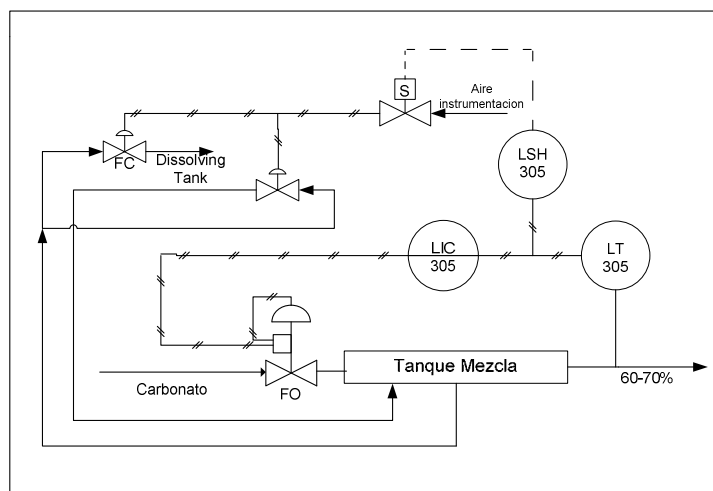 S
Aire
instrumentacion
FC
Dissolving
Tank
LSH
305
LIC
305
LT
305
Tanque Mezcla
Carbonato
FO
60-70%